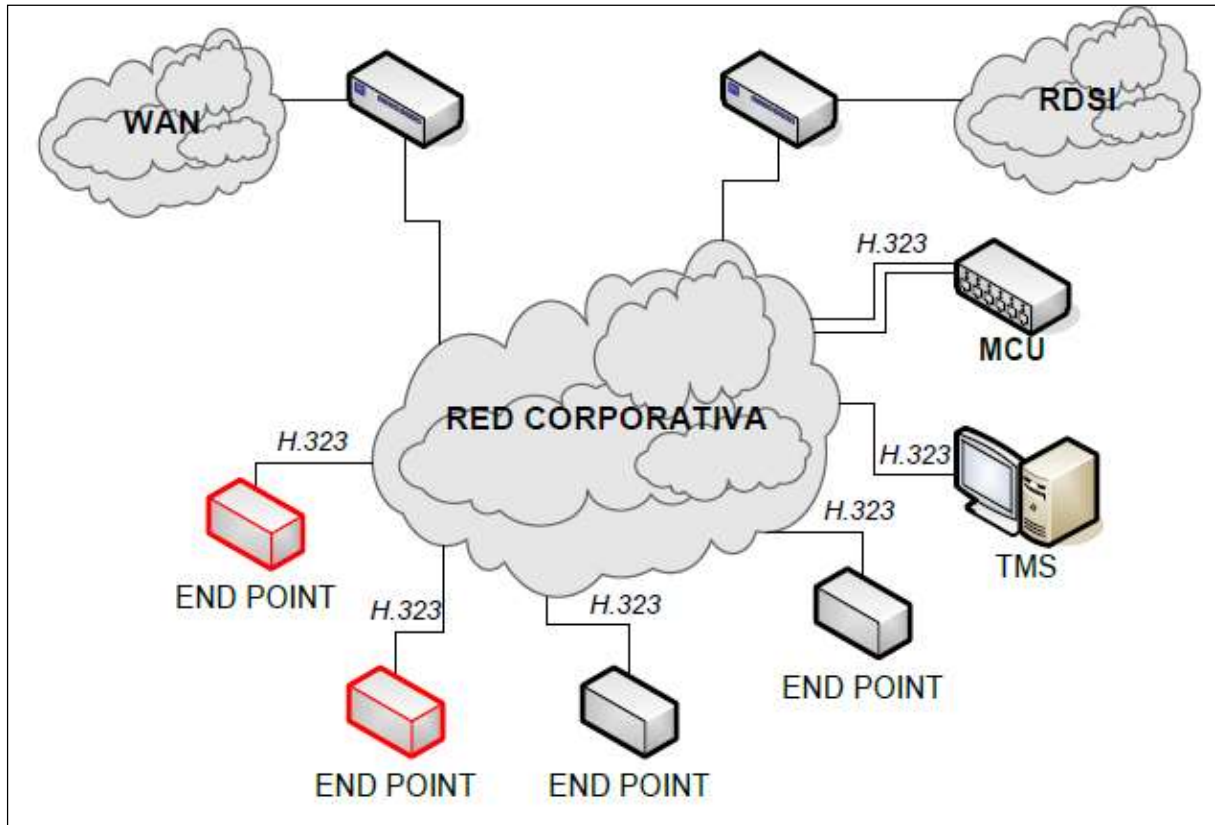 WAN
RDSI
H.323
MCU
RED CORPORATIVA
H.323
H.323
TMS
END POINT
H.323
END POINT
H.323
END POINT
H.323
END POINT